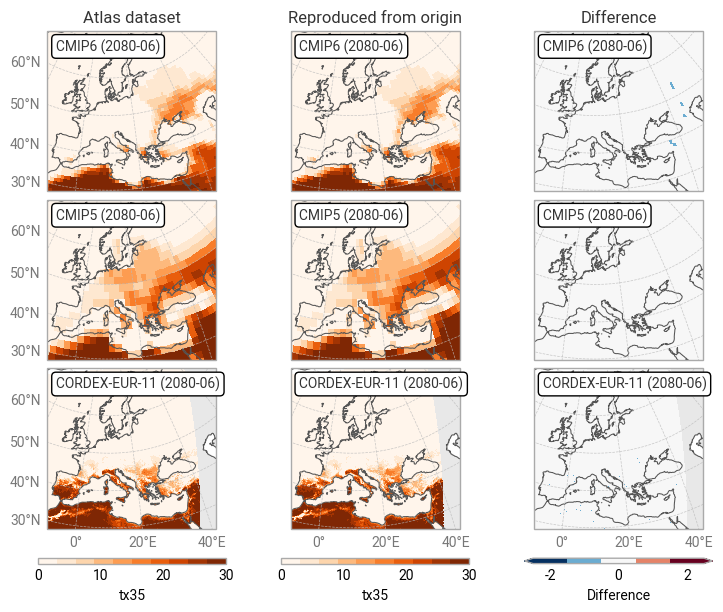 Atlas dataset Reproduced from origin Difference
CMIP6 (2080-06) CMIP6 (2080-06) CMIP6 (2080-06)
60°N
50°N
40°N
30°N
CMIP5 (2080-06) CMIP5 (2080-06) CMIP5 (2080-06)
60°N
50°N
40°N
30°N
CORDEX-EUR-11 (2080-06) CORDEX-EUR-11 (2080-06) CORDEX-EUR-11 (2080-06)
60°N
50°N
40°N
30°N
0° 20°E 40°E 0° 20°E 40°E 0° 20°E 40°E
0 10 20 30 0 10 20 30 -2 0 2
tx35 tx35 Difference